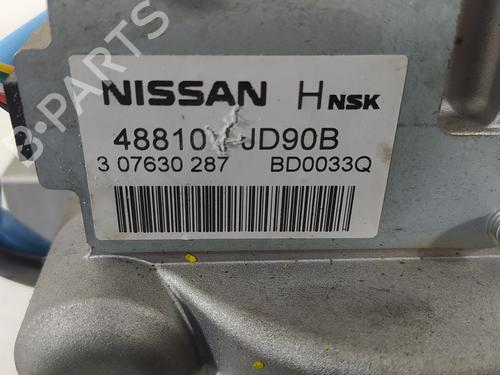 B-PARTS
NISSAN H NSK
48810 JD90B
3 07630 287 BD0033Q